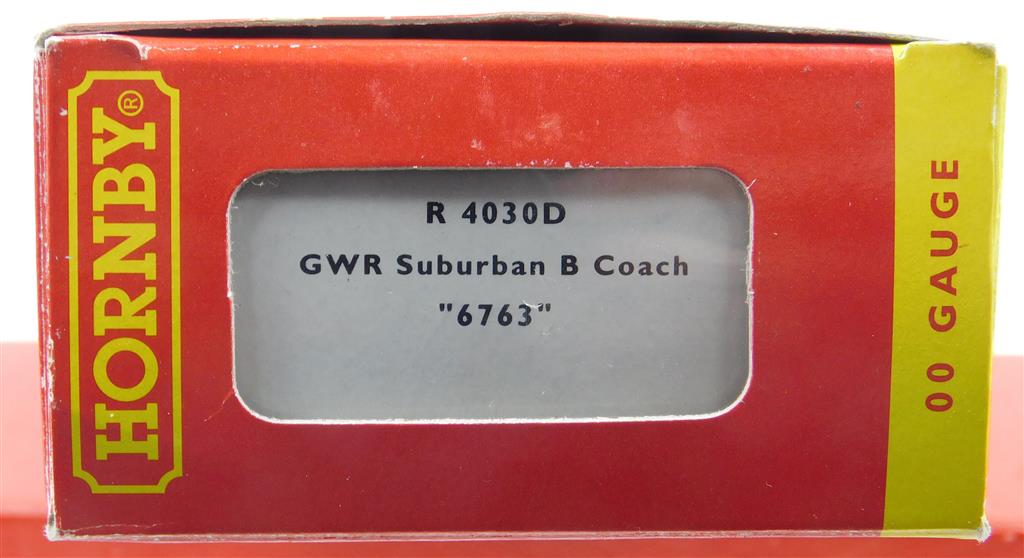 HORNBY®
R 4030D
GWR Suburban B Coach
"6763"
00 GAUGE